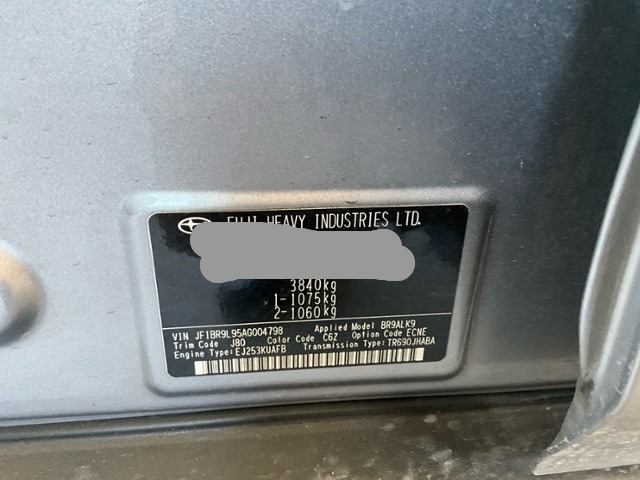 FUJI HEAVY INDUSTRIES LTD.
3840kg
1-1075kg
2-1060kg
VIN JF1BR9L95AG004798 Applied Model BR9ALK9
Trim Code J80 Color Code C6Z Option Code ECNE
Engine Type:EJ253KUAFB Transmission Type:TR690JHABA